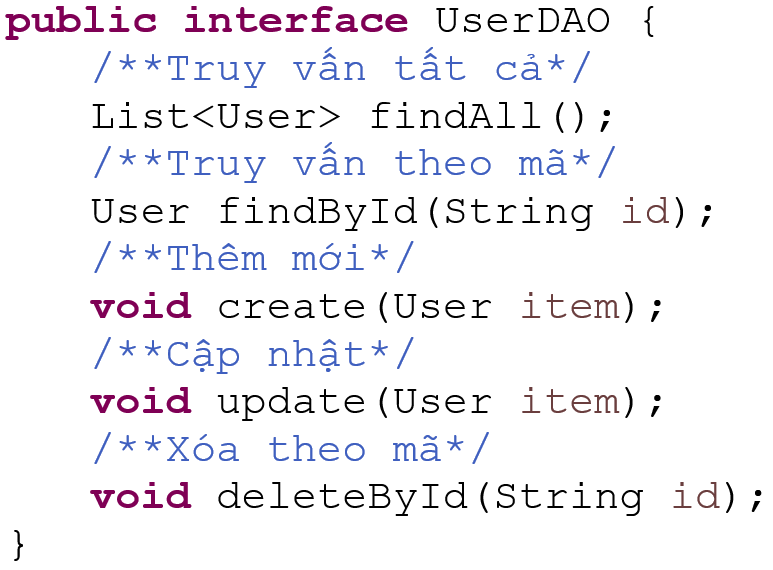 public interface UserDAO {
/**Truy vấn tất cả*/
List<User> findAll();
/**Truy vấn theo mã*/
User findById(String id);
/**Thêm mới*/
void create(User item);
/**Cập nhật*/
void update(User item);
/**Xóa theo mã*/
void deleteById(String id);
}